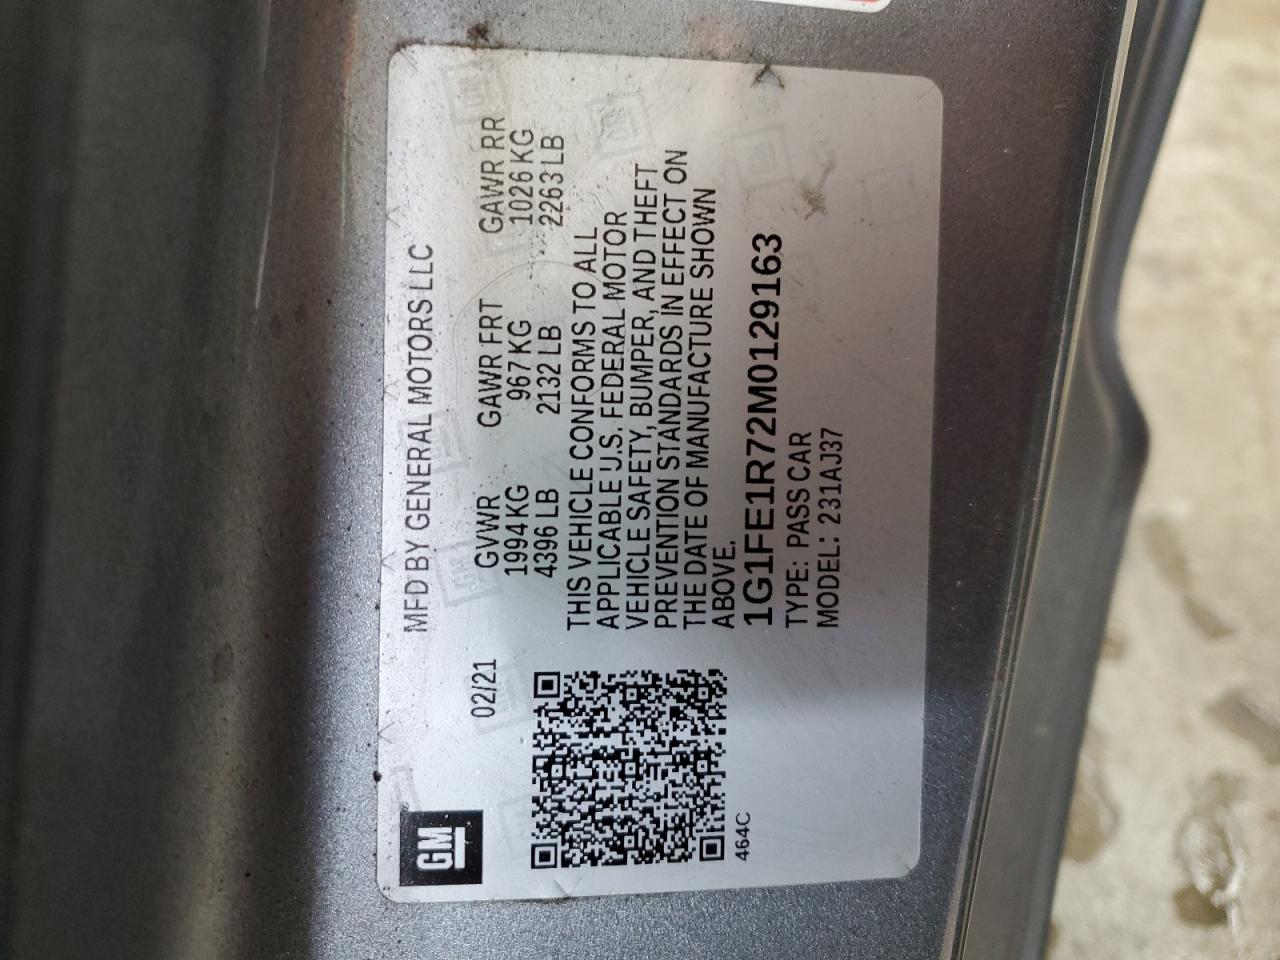 GM
MFD BY GENERAL MOTORS LLC
02/21
GVWR GAWR FRT GAWR RR
1994 KG 967 KG 1026 KG
4396 LB 2132 LB 2263 LB
THIS VEHICLE CONFORMS TO ALL
APPLICABLE U.S. FEDERAL MOTOR
VEHICLE SAFETY, BUMPER, AND THEFT
PREVENTION STANDARDS IN EFFECT ON
THE DATE OF MANUFACTURE SHOWN
ABOVE.
1G1FE1R72M0129163
TYPE: PASS CAR
MODEL: 231AJ37
464C